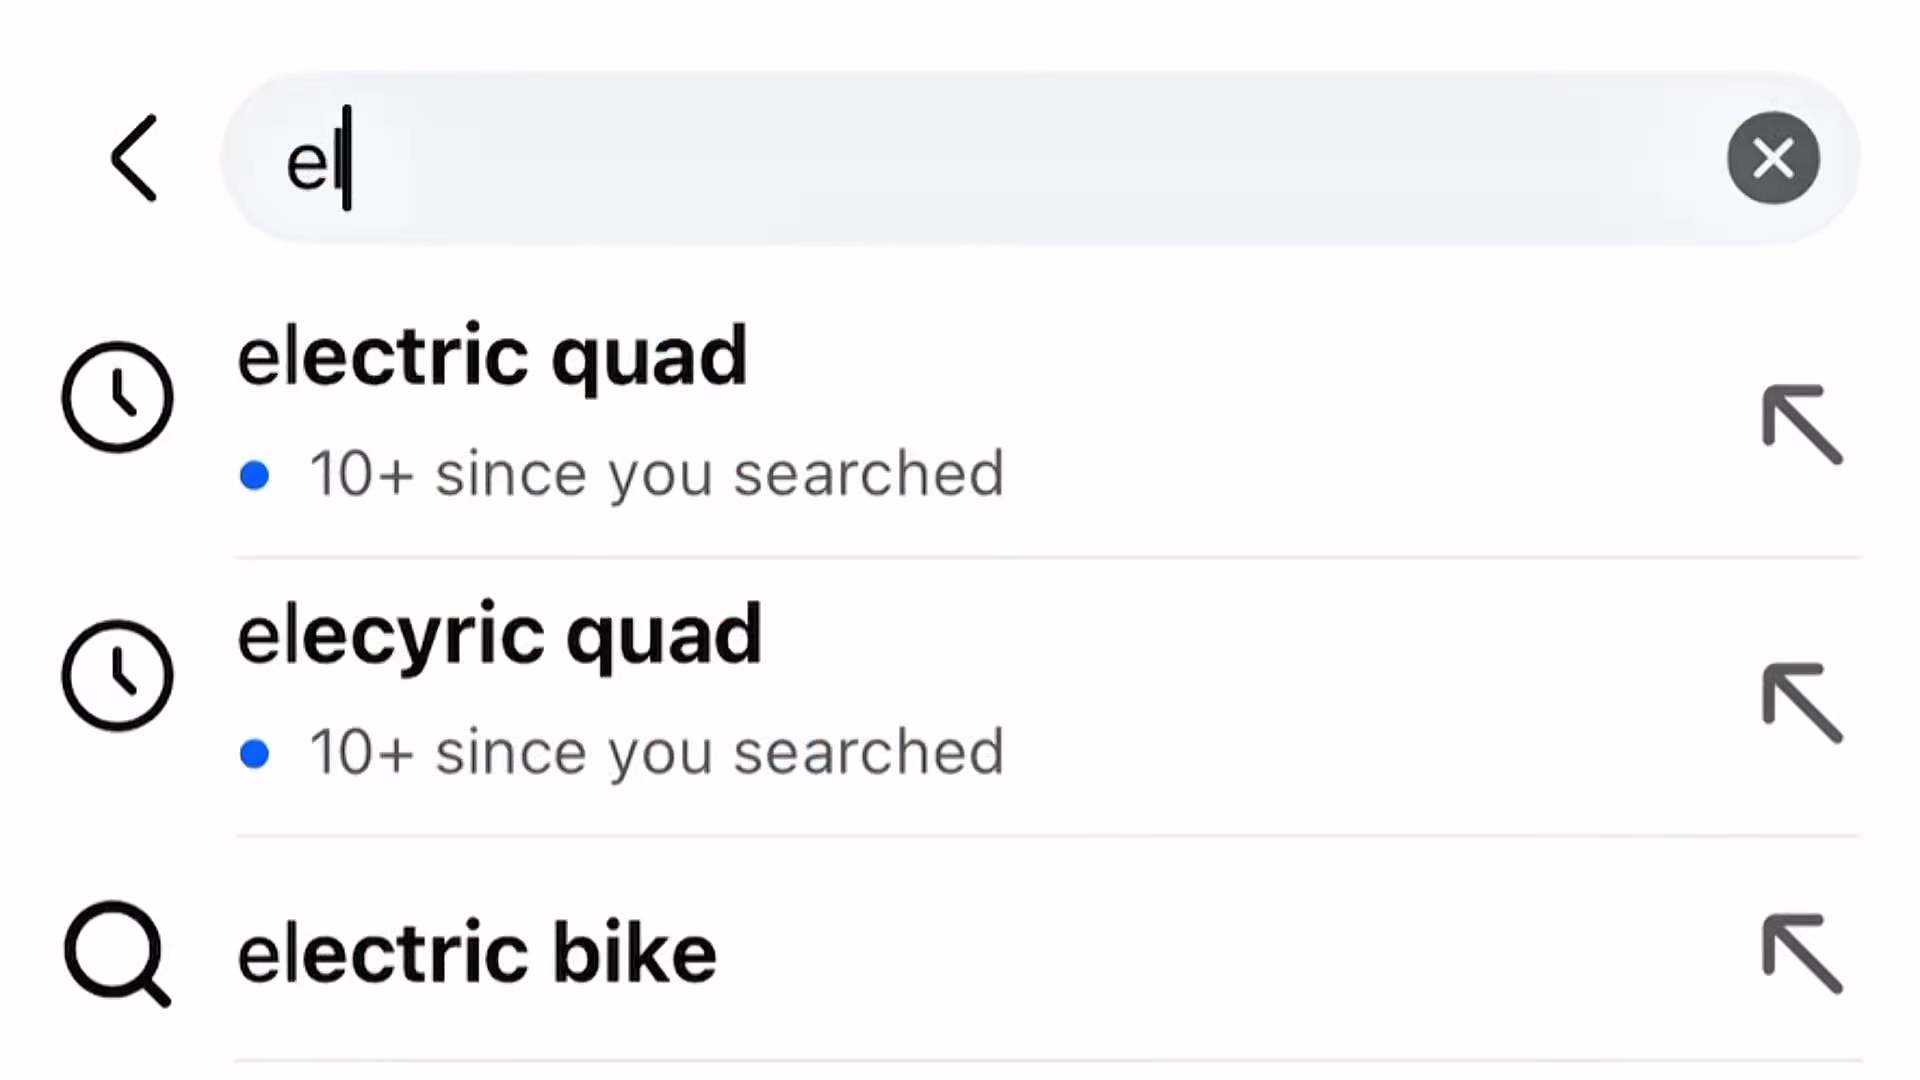 el
electric quad
10+ since you searched
elecyric quad
10+ since you searched
electric bike